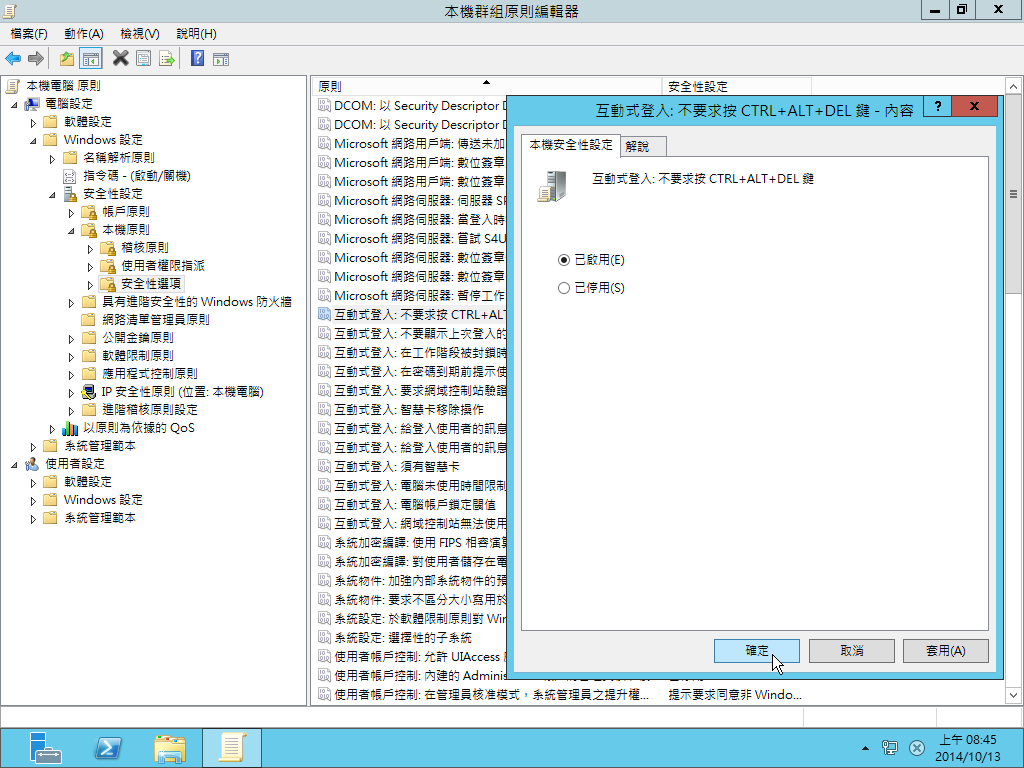 本機群組原則編輯器
檔案(F)
動作(A)
檢視(V)
說明(H)
本機電腦 原則
電腦設定
軟體設定
Windows 設定
名稱解析原則
指令碼 - (啟動/關機)
安全性設定
帳戶原則
本機原則
稽核原則
使用者權限指派
安全性選項
具有進階安全性的 Windows 防火牆
網路清單管理員原則
公開金鑰原則
軟體限制原則
應用程式控制原則
IP 安全性原則 (位置: 本機電腦)
進階稽核原則設定
以原則為依據的 QoS
系統管理範本
使用者設定
軟體設定
Windows 設定
系統管理範本
原則
安全性設定
DCOM: 以 Security Descriptor
DCOM: 以 Security Descriptor
Microsoft 網路用戶端: 傳送未加
Microsoft 網路用戶端: 數位簽章
Microsoft 網路用戶端: 數位簽章
Microsoft 網路伺服器: 伺服器 SP
Microsoft 網路伺服器: 當登入時
Microsoft 網路伺服器: 嘗試 S4U
Microsoft 網路伺服器: 數位簽章
Microsoft 網路伺服器: 數位簽章
Microsoft 網路伺服器: 暫停工作
互動式登入: 不要求按 CTRL+ALT
互動式登入: 不要顯示上次登入的
互動式登入: 在工作階段被封鎖時
互動式登入: 在密碼到期前提示使
互動式登入: 要求網域控制站驗證
互動式登入: 智慧卡移除操作
互動式登入: 給登入使用者的訊息
互動式登入: 給登入使用者的訊息
互動式登入: 須有智慧卡
互動式登入: 電腦未使用時間限制
互動式登入: 電腦帳戶鎖定閾值
互動式登入: 網域控制站無法使用
系統加密編譯: 使用 FIPS 相容演算
系統加密編譯: 對使用者儲存在電
系統物件: 加強內部系統物件的預
系統物件: 要求不區分大小寫用於
系統設定: 於軟體限制原則對 Win
系統設定: 選擇性的子系統
使用者帳戶控制: 允許 UIAccess
使用者帳戶控制: 內建的 Adminis
使用者帳戶控制: 在管理員核准模式，系統管理員之提升權... 提示要求同意非 Windo...
互動式登入: 不要求按 CTRL+ALT+DEL 鍵 - 內容
? x
本機安全性設定
解說
互動式登入: 不要求按 CTRL+ALT+DEL 鍵
已啟用(E)
已停用(S)
確定
取消
套用(A)
上午 08:45
2014/10/13